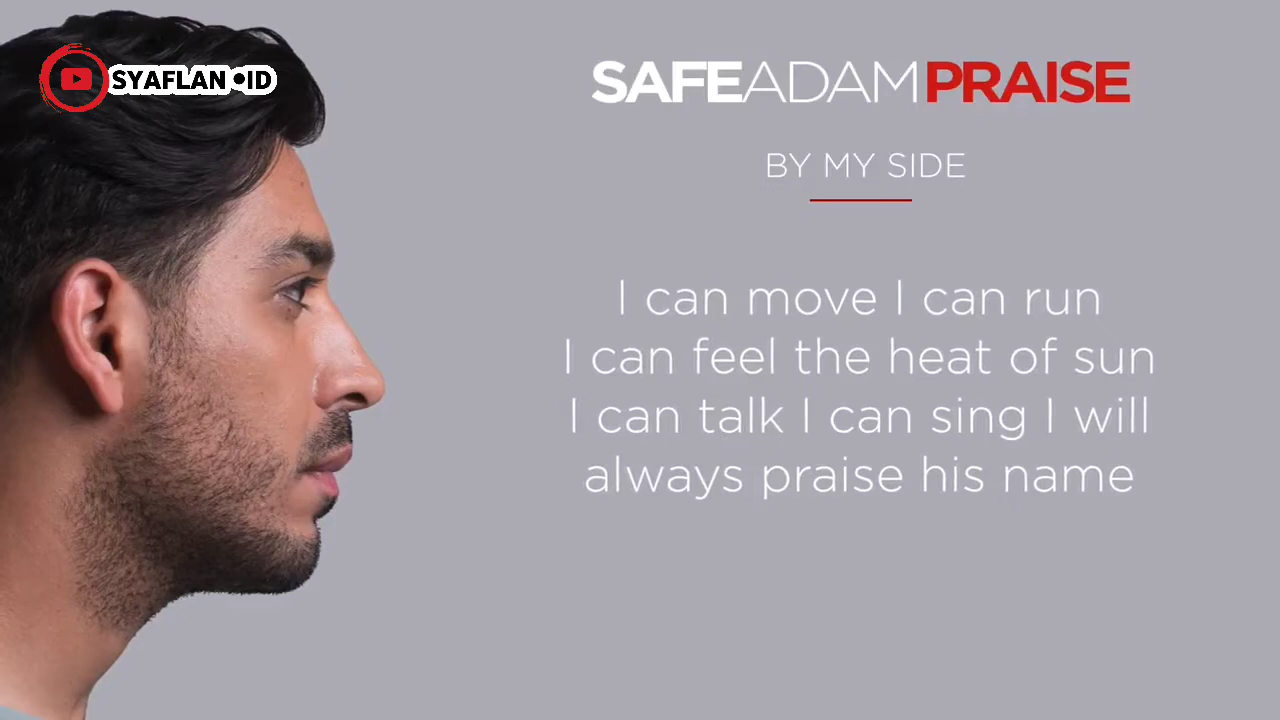 SYAFLAN ID
SAFEADAMPRAISE
BY MY SIDE
I can move I can run
I can feel the heat of sun
I can talk I can sing I will
always praise his name